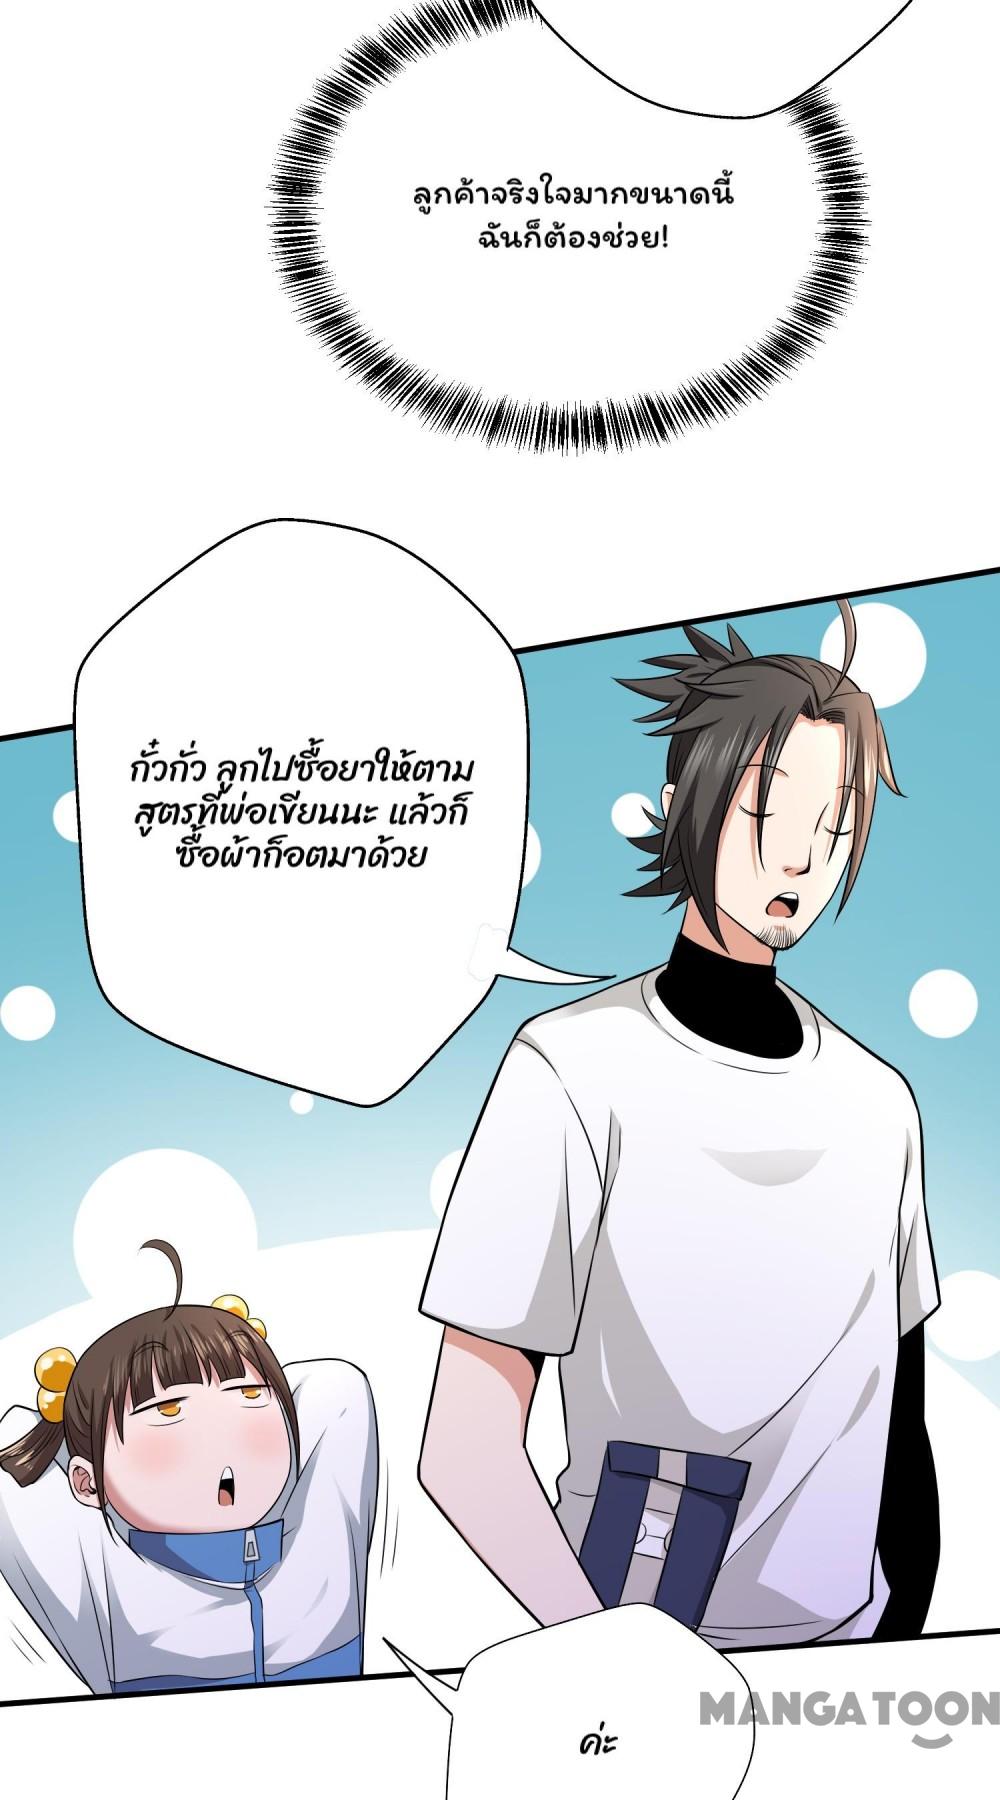 ลูกค้าจริงใจมากขนาดนี้
ฉันก็ต้องช่วย!
กั๋วกั่ว ลูกไปซื้อยาให้ตาม
สูตรที่พ่อเขียนนะ แล้วก็
ซื้อผ้าก็อตมาด้วย
ค่ะ
MANGATOON